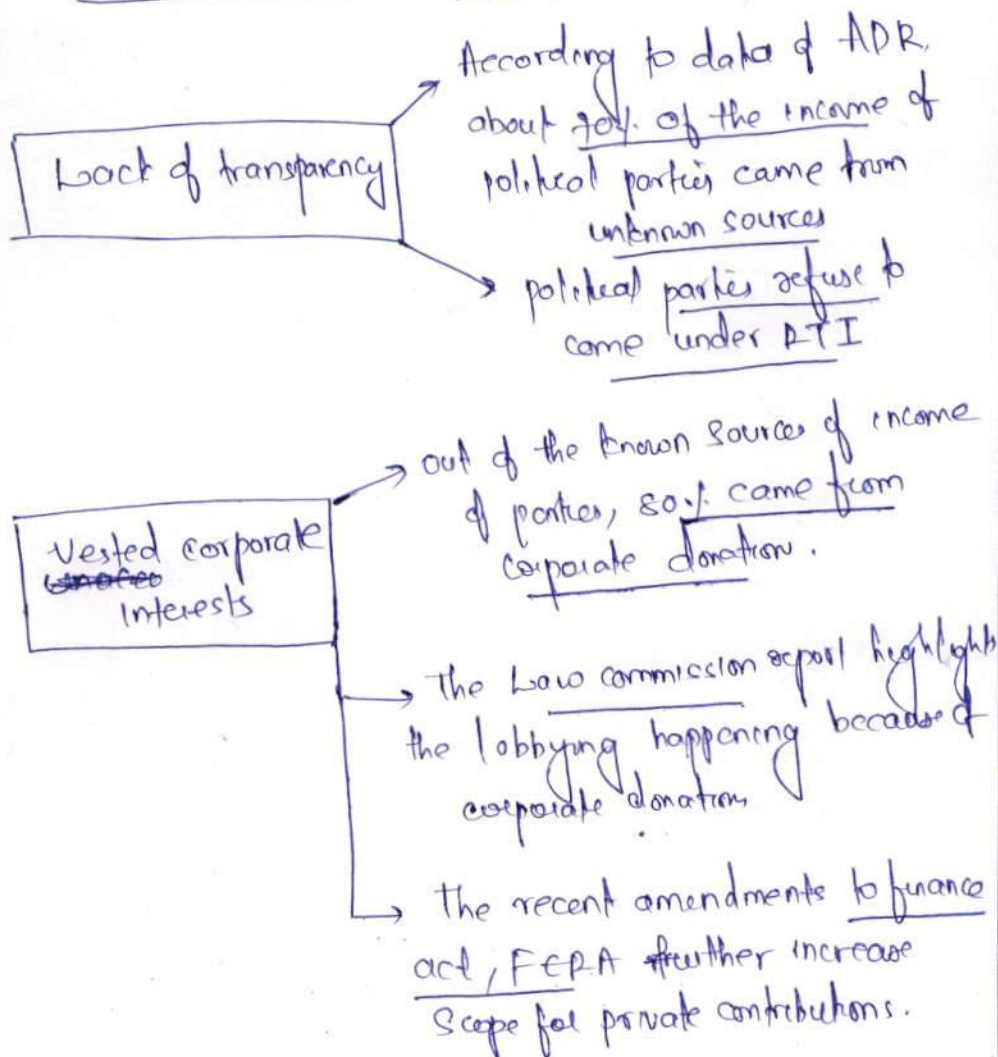 According to data of ADR,
about 70%. of the income of
political parties came from
unknown sources
Lack of transparency
political parties refuse to
come under RTI
out of the known sources of income
of parties, 80%. came from
corporate donation.
Vested corporate
Interests
The Law commission report highlights
the lobbying happening because of
corporate donation
The recent amendments to finance
act, FCRA further increase
Scope for private contributions.